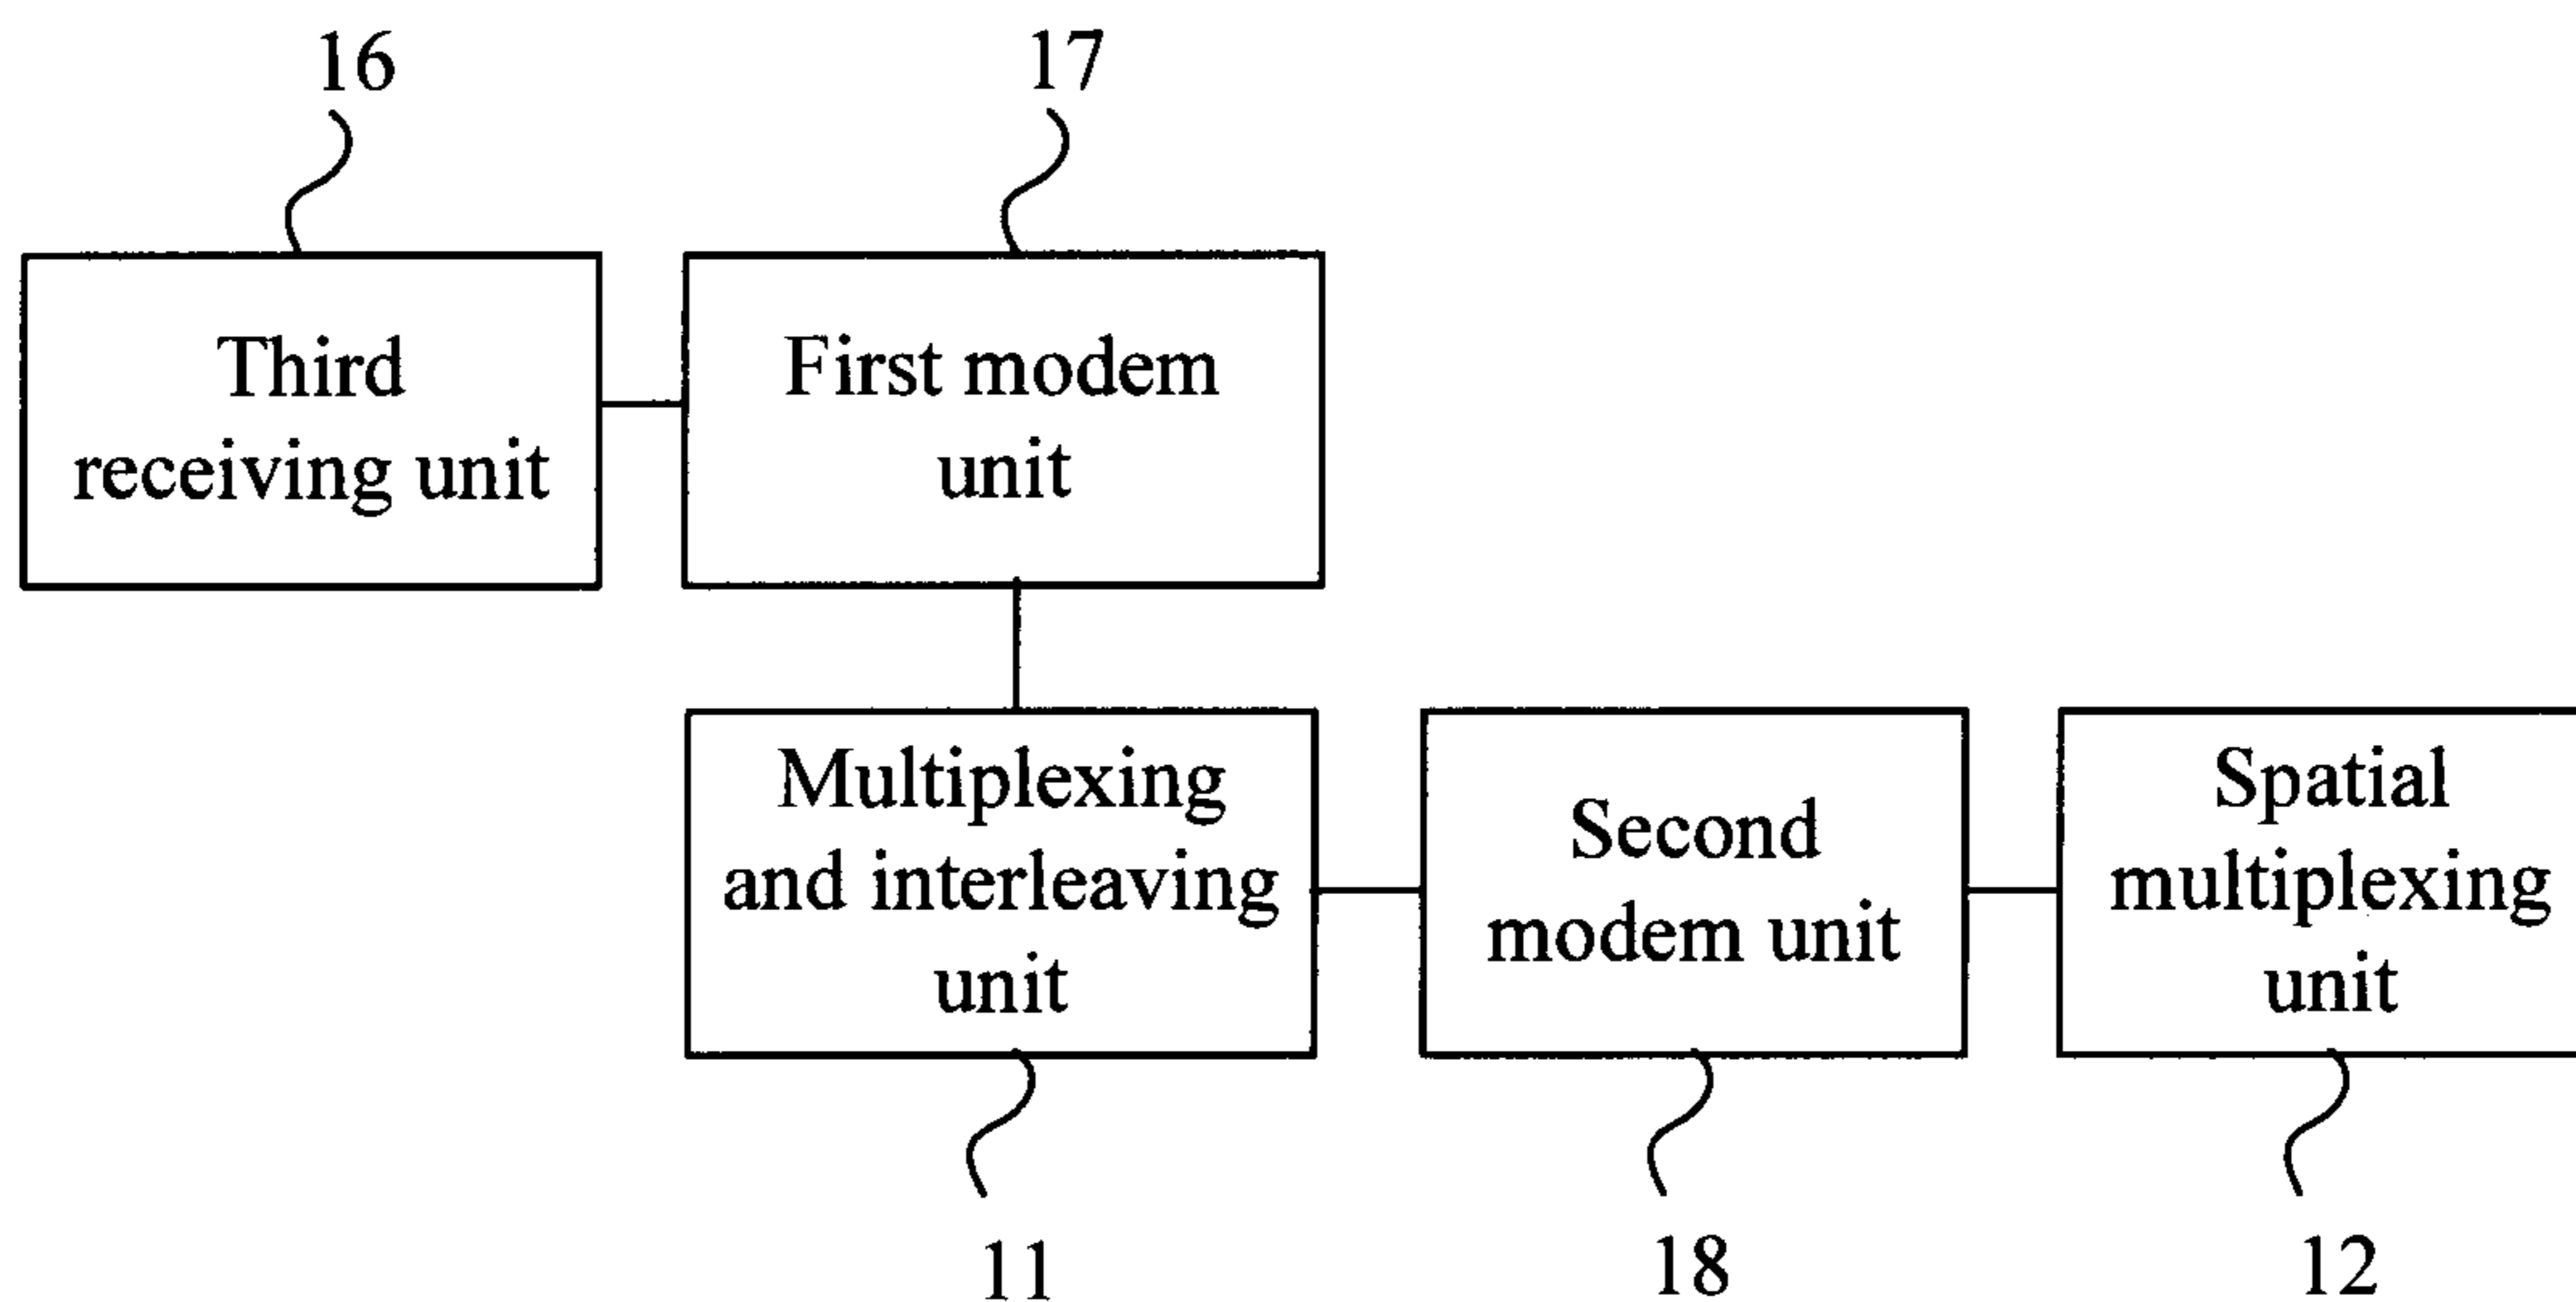 16
17
Third
receiving unit
First modem
unit
Multiplexing
and interleaving
unit
Second
modem unit
Spatial
multiplexing
unit
11
18
12